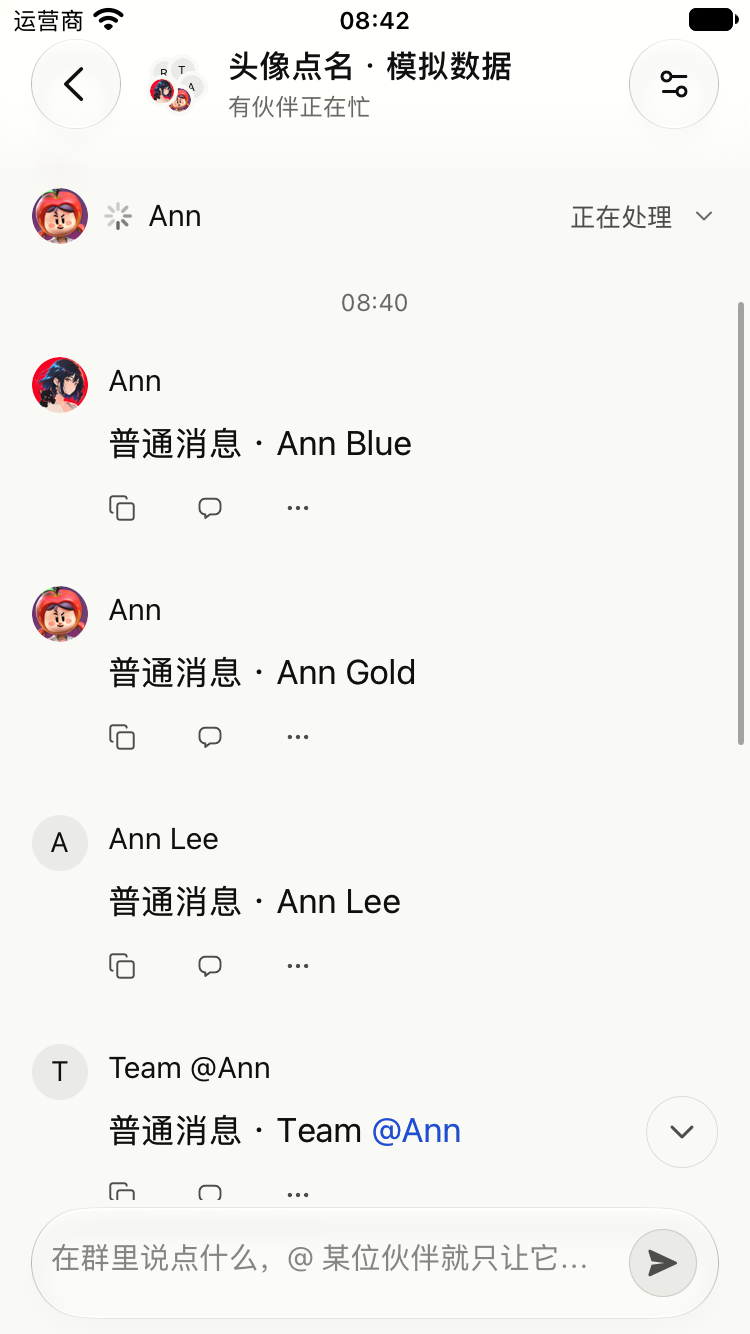 运营商 08:42
R T A
头像点名 · 模拟数据
有伙伴正在忙
Ann 正在处理
08:40
Ann
普通消息 · Ann Blue
Ann
普通消息 · Ann Gold
A Ann Lee
普通消息 · Ann Lee
T Team @Ann
普通消息 · Team @Ann
在群里说点什么，@ 某位伙伴就只让它…